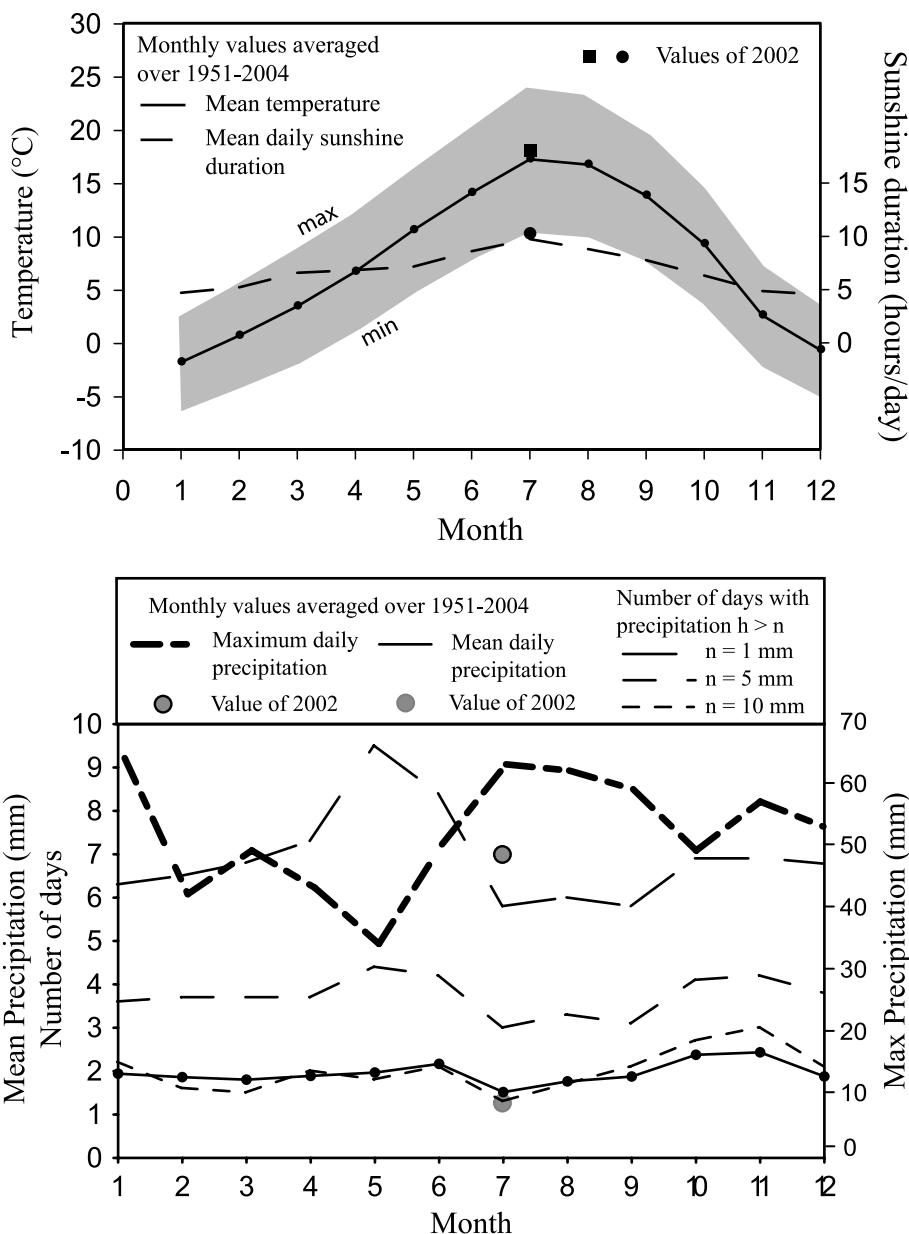 Monthly values averaged
over 1951-2004
Mean temperature
Mean daily sunshine
duration
Values of 2002
max
min
Temperature (°C)
30
25
20
15
10
5
0
-5
-10
Sunshine duration (hours/day)
15
10
5
0
0 1 2 3 4 5 6 7 8 9 10 11 12
Month
Monthly values averaged over 1951-2004
Maximum daily
precipitation
Mean daily
precipitation
Value of 2002
Value of 2002
Number of days with
precipitation h > n
n = 1 mm
n = 5 mm
n = 10 mm
Mean Precipitation (mm)
Number of days
10
9
8
7
6
5
4
3
2
1
0
Max Precipitation (mm)
70
60
50
40
30
20
10
0
1 2 3 4 5 6 7 8 9 10 11 12
Month